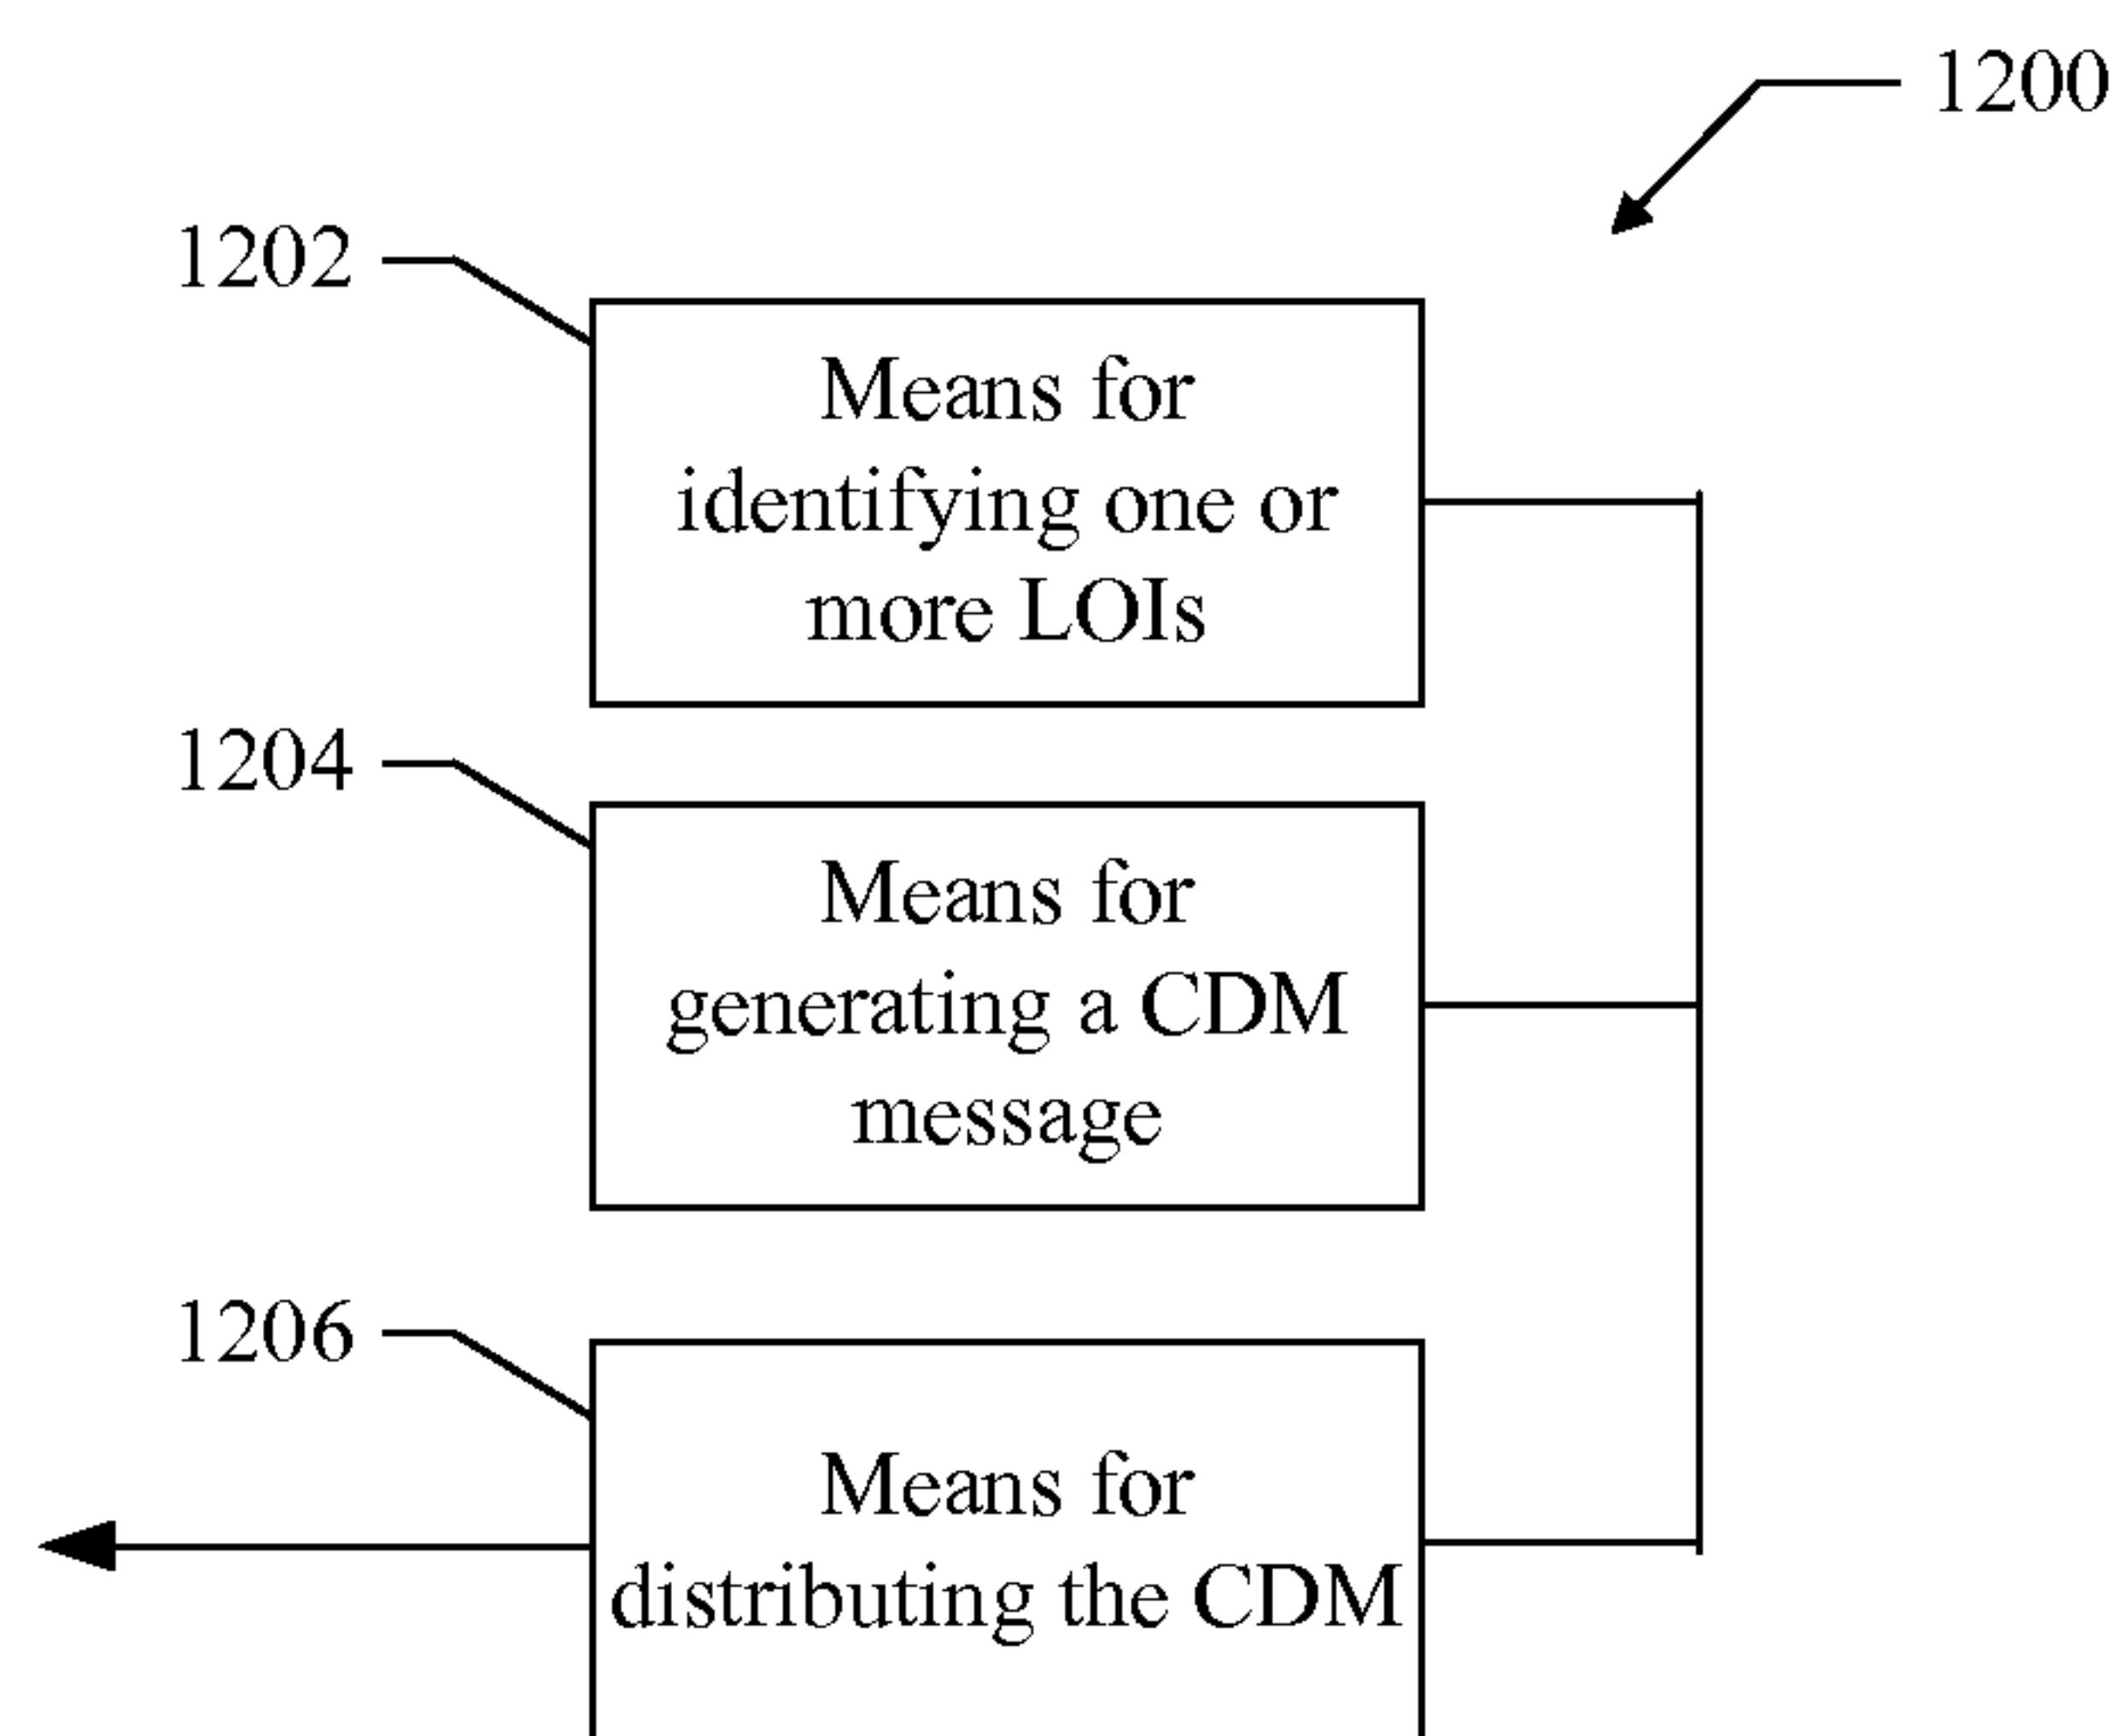 1200
1202
Means for
identifying one or
more LOIs
1204
Means for
generating a CDM
message
1206
Means for
distributing the CDM